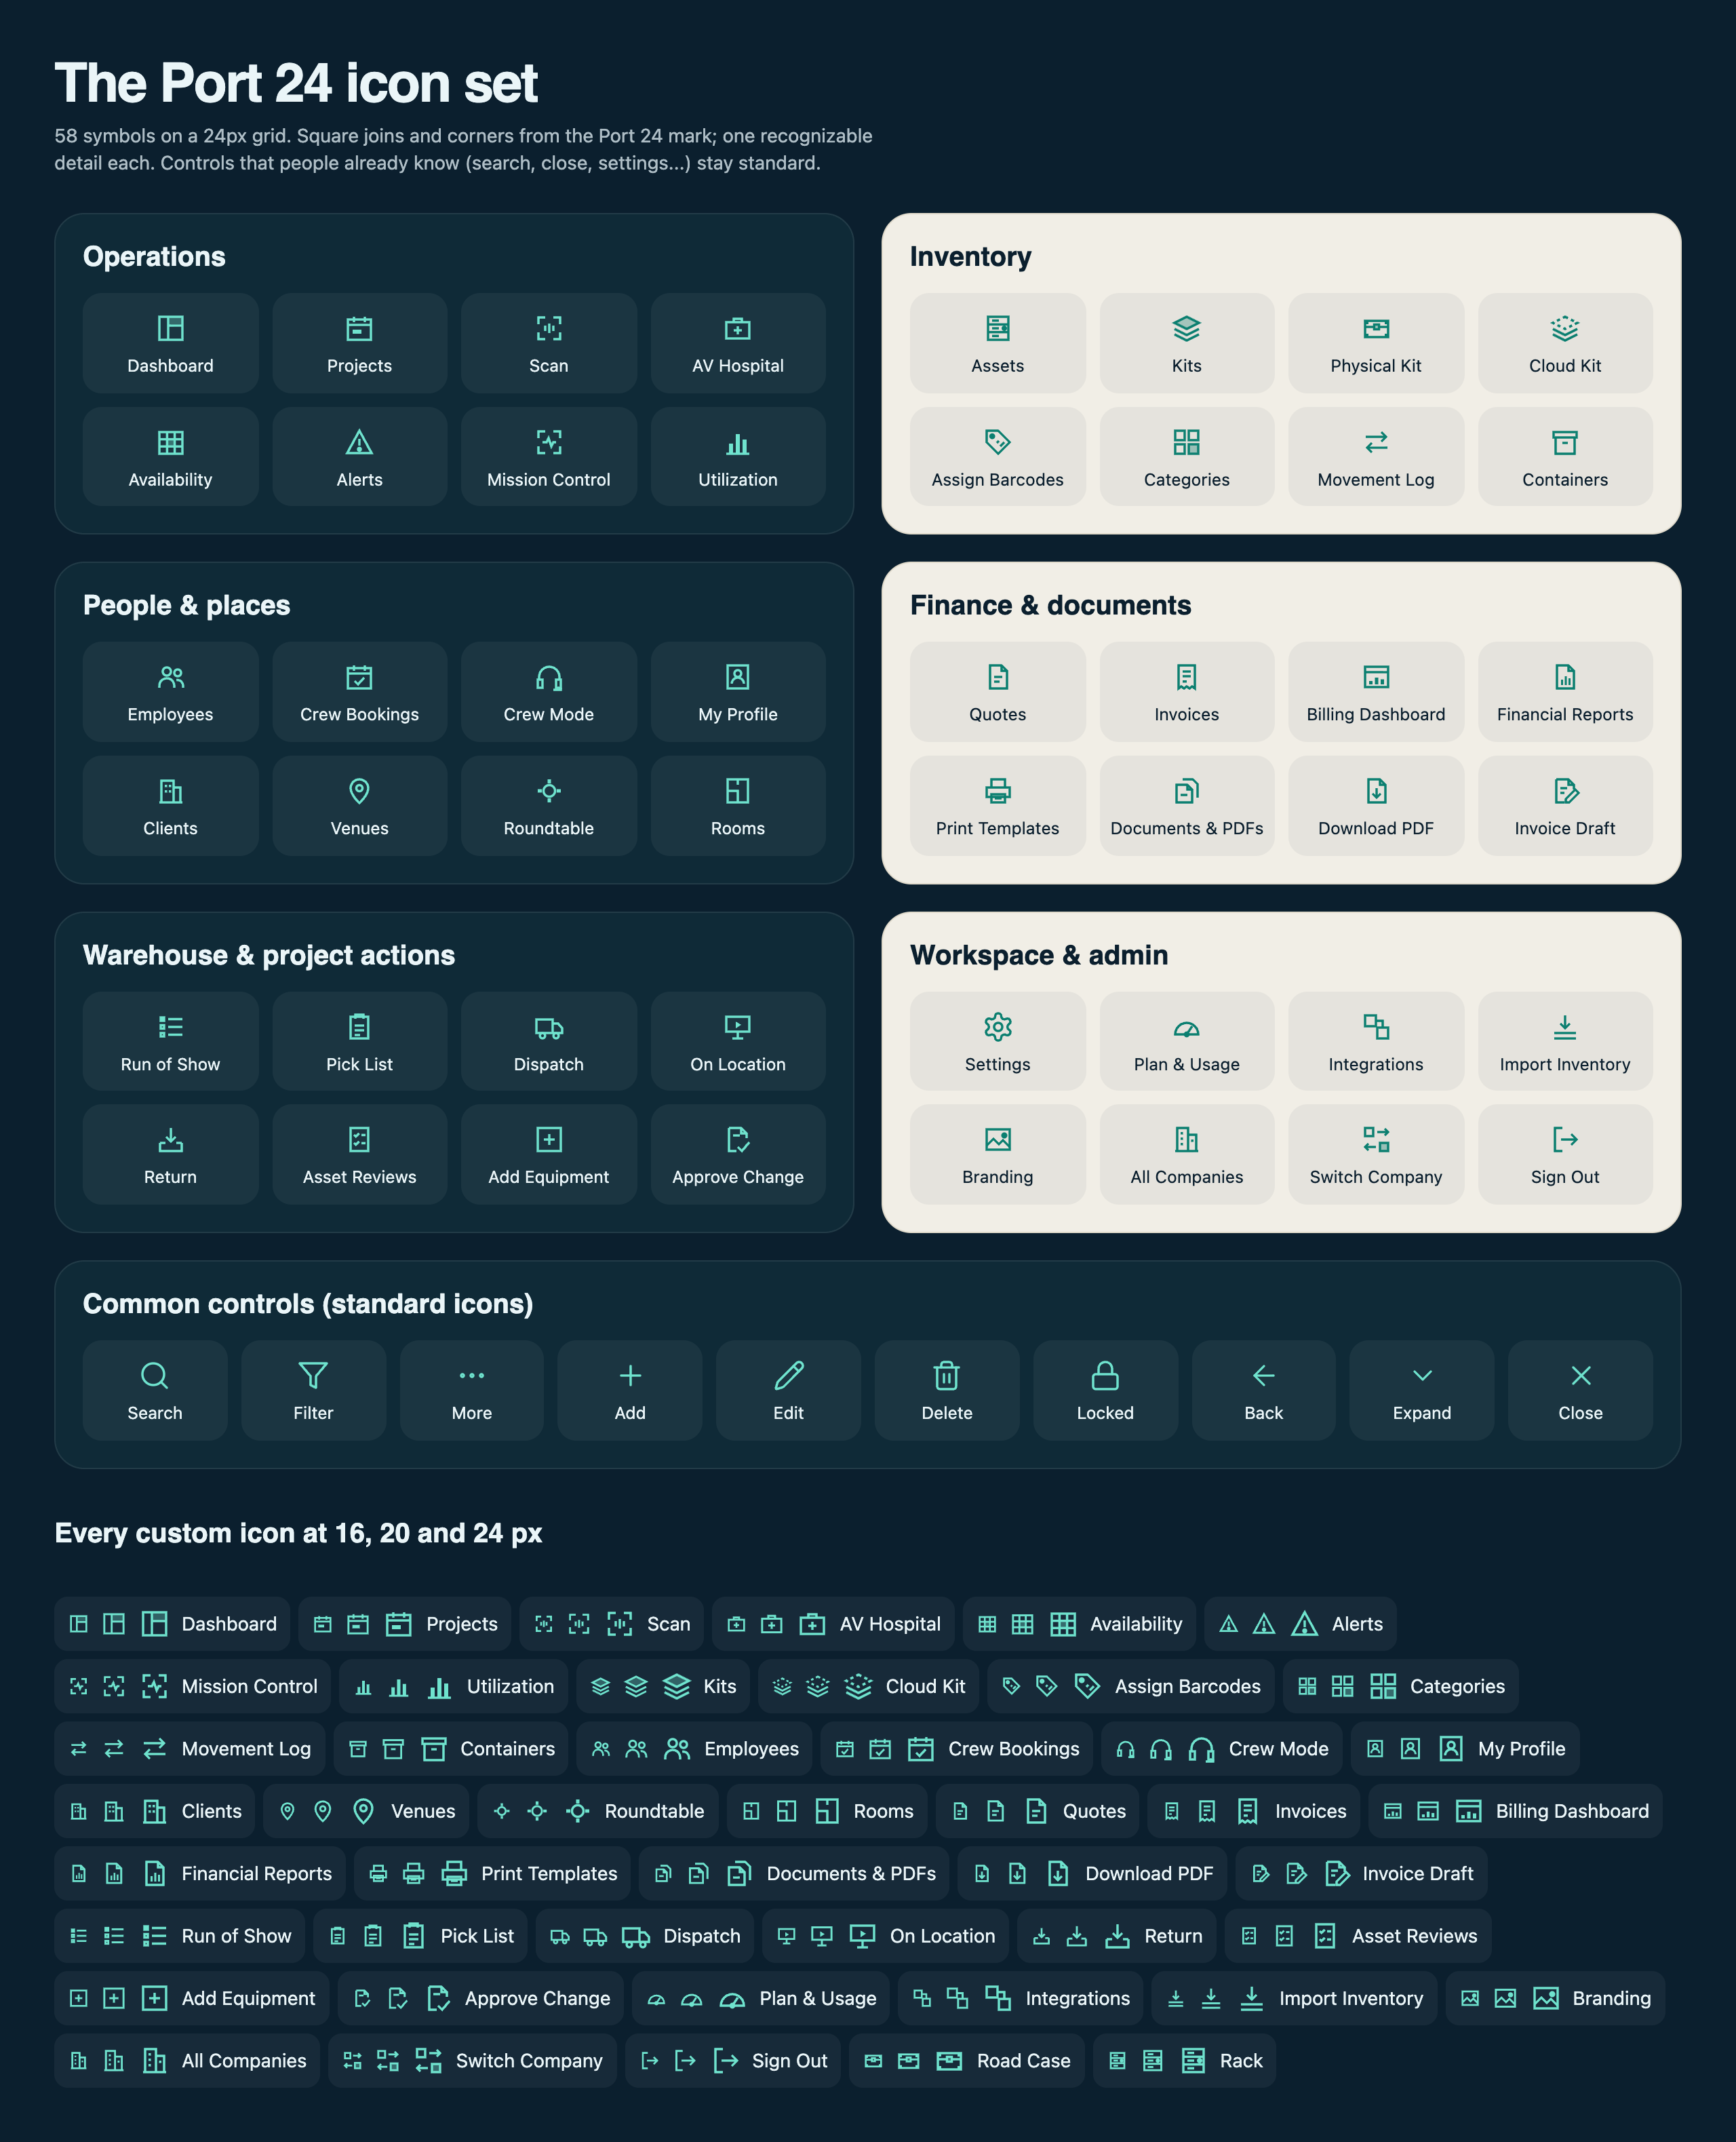 The Port 24 icon set
58 symbols on a 24px grid. Square joins and corners from the Port 24 mark; one recognizable
detail each. Controls that people already know (search, close, settings...) stay standard.
Operations
Dashboard
Projects
Scan
AV Hospital
Availability
Alerts
Mission Control
Utilization
Inventory
Assets
Kits
Physical Kit
Cloud Kit
Assign Barcodes
Categories
Movement Log
Containers
People & places
Employees
Crew Bookings
Crew Mode
My Profile
Clients
Venues
Roundtable
Rooms
Finance & documents
Quotes
Invoices
Billing Dashboard
Financial Reports
Print Templates
Documents & PDFs
Download PDF
Invoice Draft
Warehouse & project actions
Run of Show
Pick List
Dispatch
On Location
Return
Asset Reviews
Add Equipment
Approve Change
Workspace & admin
Settings
Plan & Usage
Integrations
Import Inventory
Branding
All Companies
Switch Company
Sign Out
Common controls (standard icons)
Search
Filter
More
Add
Edit
Delete
Locked
Back
Expand
Close
Every custom icon at 16, 20 and 24 px
Dashboard
Projects
Scan
AV Hospital
Availability
Alerts
Mission Control
Utilization
Kits
Cloud Kit
Assign Barcodes
Categories
Movement Log
Containers
Employees
Crew Bookings
Crew Mode
My Profile
Clients
Venues
Roundtable
Rooms
Quotes
Invoices
Billing Dashboard
Financial Reports
Print Templates
Documents & PDFs
Download PDF
Invoice Draft
Run of Show
Pick List
Dispatch
On Location
Return
Asset Reviews
Add Equipment
Approve Change
Plan & Usage
Integrations
Import Inventory
Branding
All Companies
Switch Company
Sign Out
Road Case
Rack